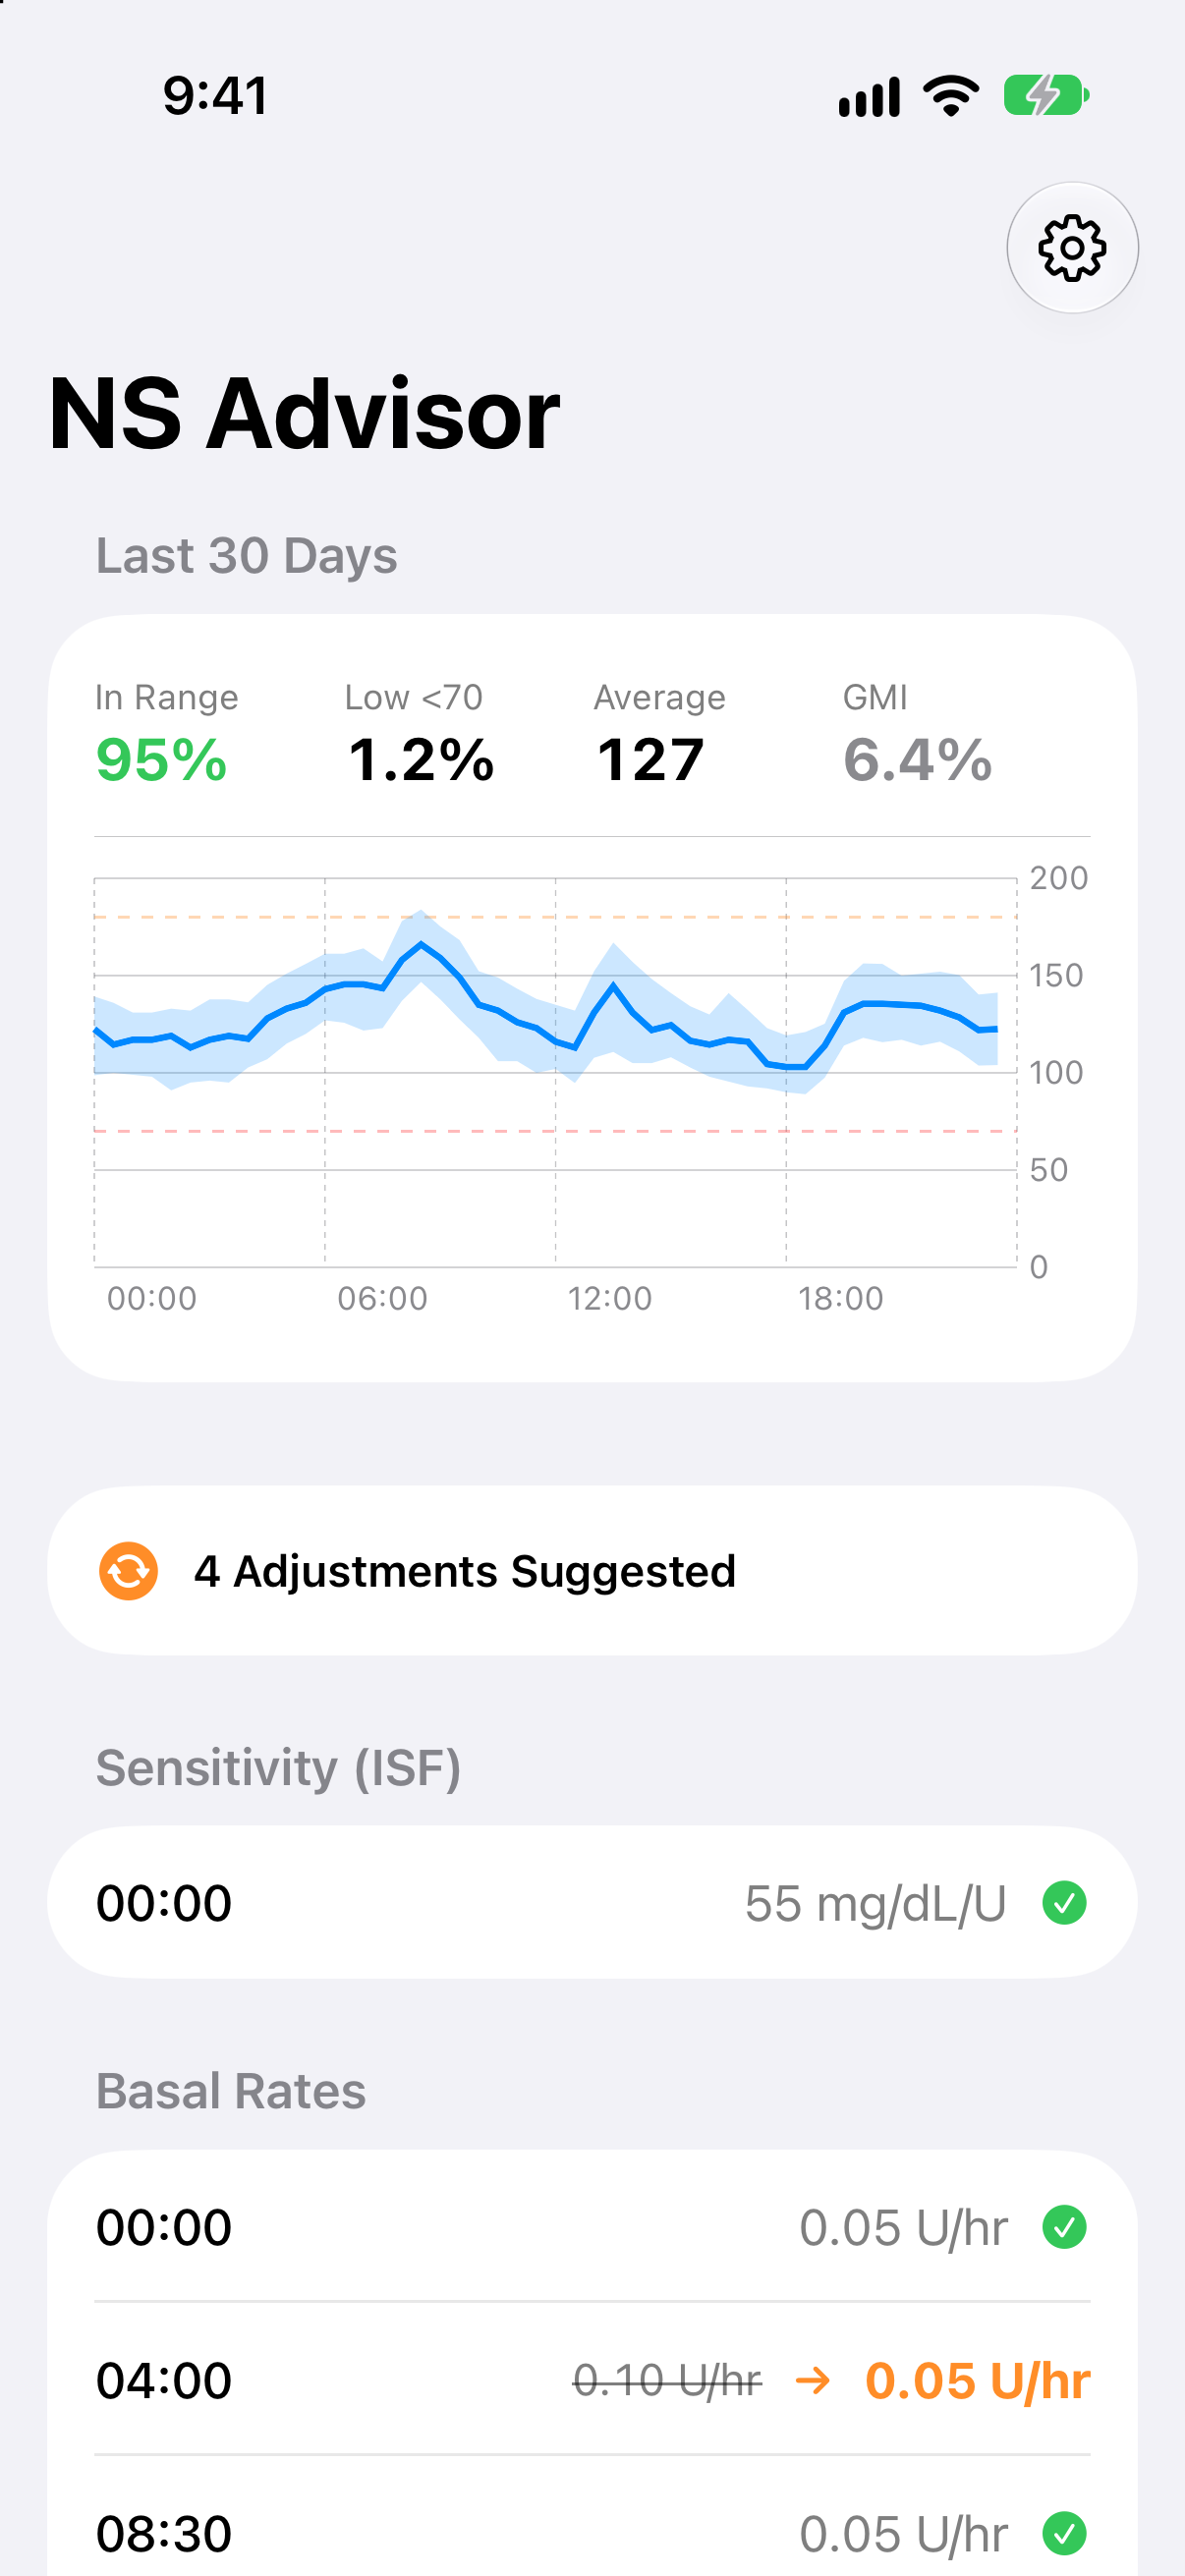 9:41
NS Advisor
Last 30 Days
In Range Low <70 Average GMI
95% 1.2% 127 6.4%
200
150
100
50
0
00:00 06:00 12:00 18:00
4 Adjustments Suggested
Sensitivity (ISF)
00:00 55 mg/dL/U
Basal Rates
00:00 0.05 U/hr
04:00 0.10 U/hr → 0.05 U/hr
08:30 0.05 U/hr